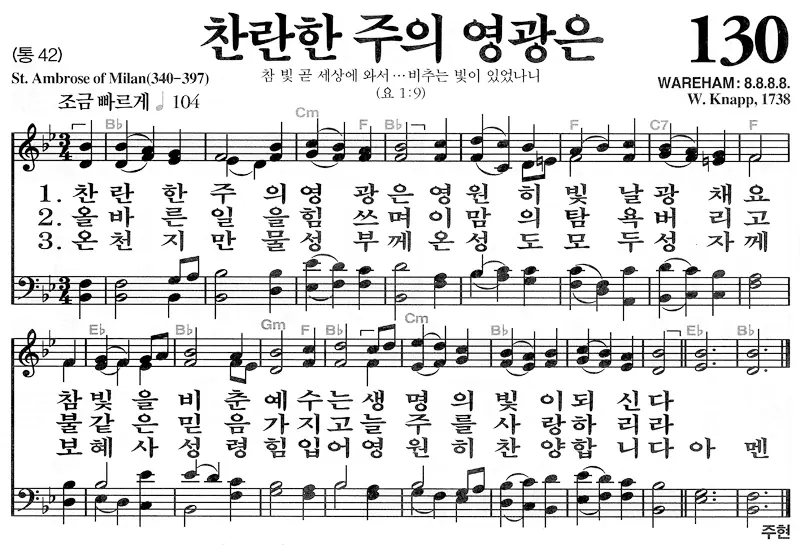 찬란한 주의 영광은
130
(통 42)
St. Ambrose of Milan(340-397)
참 빛 곧 세상에 와서…비추는 빛이 있었나니
(요 1:9)
WAREHAM: 8.8.8.8.
W. Knapp, 1738
조금 빠르게 ♩ 104
B♭ Cm F B♭ F C7 F
1. 찬 란 한 주 의 영 광 은 영 원 히 빛 날 광 채 요
2. 올 바 른 일 을 힘 쓰 며 이 맘 의 탐 욕 버 리 고
3. 온 천 지 만 물 성 부 께 온 성 도 모 두 성 자 께
E♭ B♭ Gm F B♭ Cm B♭ F B♭ E♭ B♭
참 빛 을 비 춘 예 수 는 생 명 의 빛 이 되 신 다
불 같 은 믿 음 가 지 고 늘 주 를 사 랑 하 리 라
보 혜 사 성 령 힘 입 어 영 원 히 찬 양 합 니 다 아 멘
주현